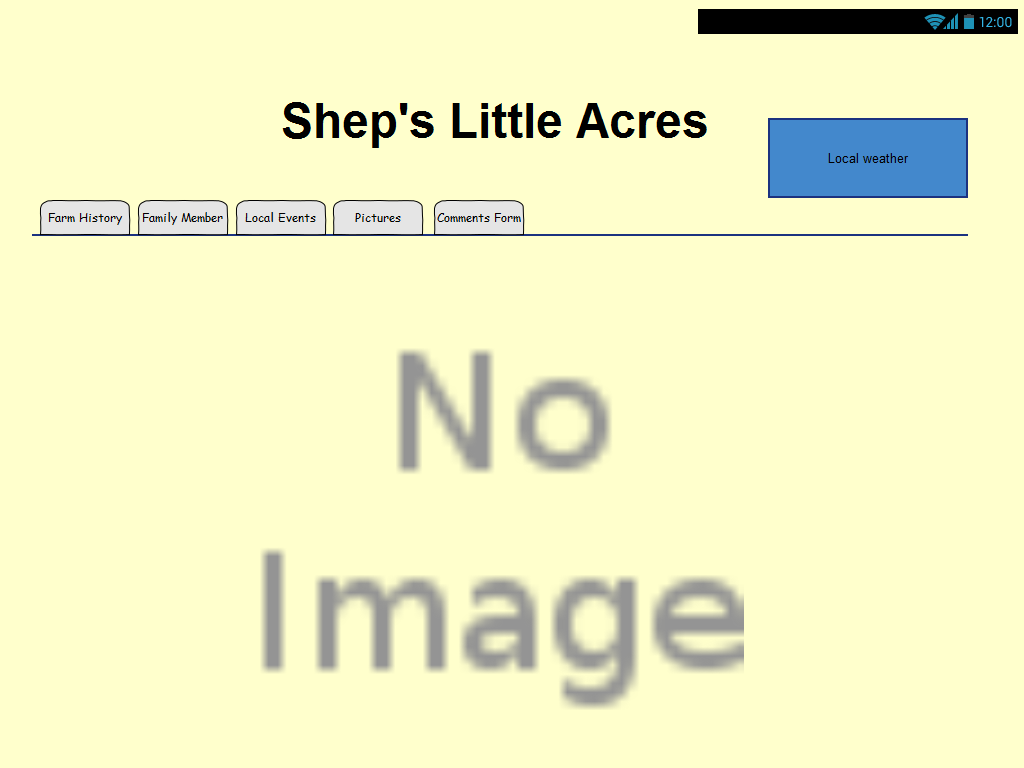 12:00
Shep's Little Acres
Local weather
Farm History
Family Member
Local Events
Pictures
Comments Form
No
Image